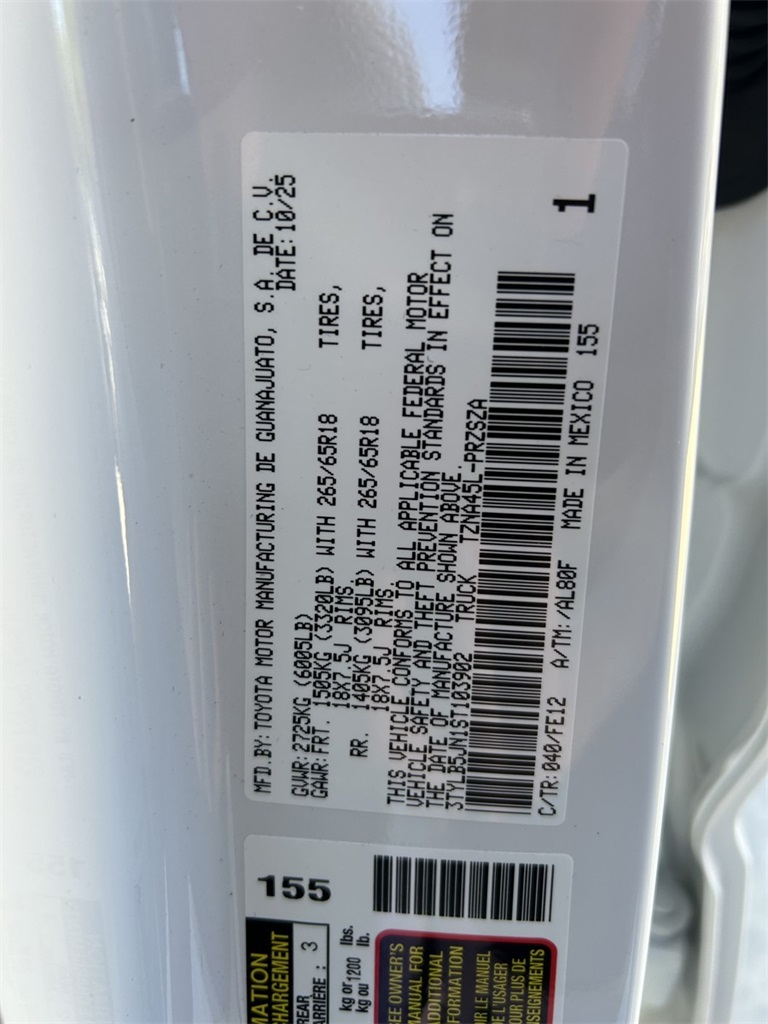 MFD.BY:TOYOTA MOTOR MANUFACTURING DE GUANAJUATO, S.A. DE C.V.
DATE:10/25
GVWR:2725KG (6005LB)
GAWR:FRT. 1505KG (3320LB) WITH 265/65R18 TIRES,
18X7.5J RIMS.
RR. 1405KG (3095LB) WITH 265/65R18 TIRES,
18X7.5J RIMS.
THIS VEHICLE CONFORMS TO ALL APPLICABLE FEDERAL MOTOR
VEHICLE SAFETY AND THEFT PREVENTION STANDARDS IN EFFECT ON
THE DATE OF MANUFACTURE SHOWN ABOVE.
3TYLB5JN1ST103902 TRUCK TZNA45L-PRZSZA
C/TR:040/FE12 A/TM:/AL80F MADE IN MEXICO 155
1
155
MATION
HARGEMENT
REAR
ARRIÈRE : 3
kg or lbs.
kg ou 1200 lb.
EE OWNER'S
MANUAL FOR
ADDITIONAL
FORMATION
IR LE MANUEL
DE L'USAGER
OUR PLUS DE
SEIGNEMENTS